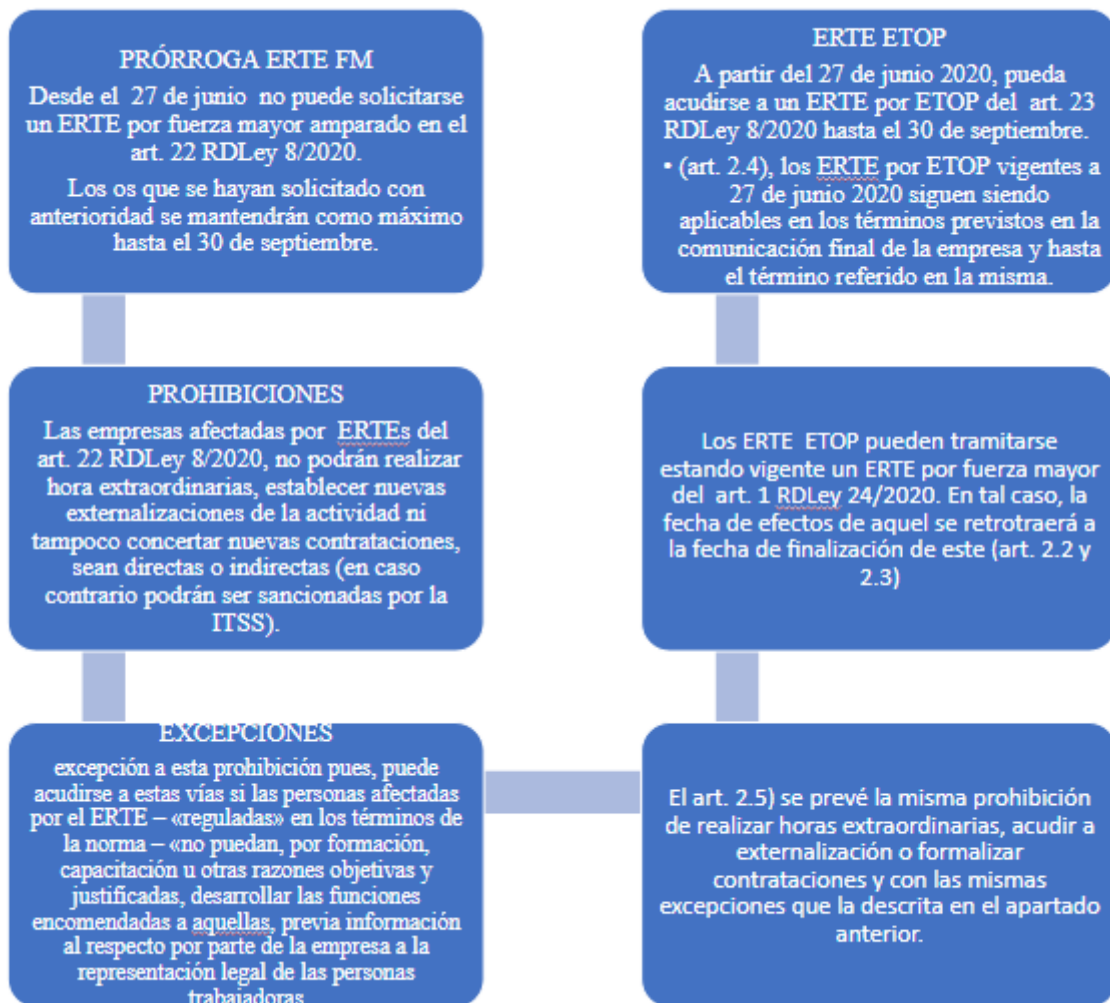 PRÓRROGA ERTE FM
Desde el 27 de junio no puede solicitarse
un ERTE por fuerza mayor amparado en el
art. 22 RDLey 8/2020.
Los os que se hayan solicitado con
anterioridad se mantendrán como máximo
hasta el 30 de septiembre.
PROHIBICIONES
Las empresas afectadas por ERTEs del
art. 22 RDLey 8/2020, no podrán realizar
hora extraordinarias, establecer nuevas
externalizaciones de la actividad ni
tampoco concertar nuevas contrataciones,
sean directas o indirectas (en caso
contrario podrán ser sancionadas por la
ITSS).
EXCEPCIONES
excepción a esta prohibición pues, puede
acudirse a estas vías si las personas afectadas
por el ERTE – «reguladas» en los términos de
la norma – «no puedan, por formación,
capacitación u otras razones objetivas y
justificadas, desarrollar las funciones
encomendadas a aquellas, previa información
al respecto por parte de la empresa a la
representación legal de las personas
trabajadoras
El art. 2.5) se prevé la misma prohibición
de realizar horas extraordinarias, acudir a
externalización o formalizar
contrataciones y con las mismas
excepciones que la descrita en el apartado
anterior.
Los ERTE ETOP pueden tramitarse
estando vigente un ERTE por fuerza mayor
del art. 1 RDLey 24/2020. En tal caso, la
fecha de efectos de aquel se retrotraerá a
la fecha de finalización de este (art. 2.2 y
2.3)
ERTE ETOP
A partir del 27 de junio 2020, pueda
acudirse a un ERTE por ETOP del art. 23
RDLey 8/2020 hasta el 30 de septiembre.
• (art. 2.4), los ERTE por ETOP vigentes a
27 de junio 2020 siguen siendo
aplicables en los términos previstos en la
comunicación final de la empresa y hasta
el término referido en la misma.